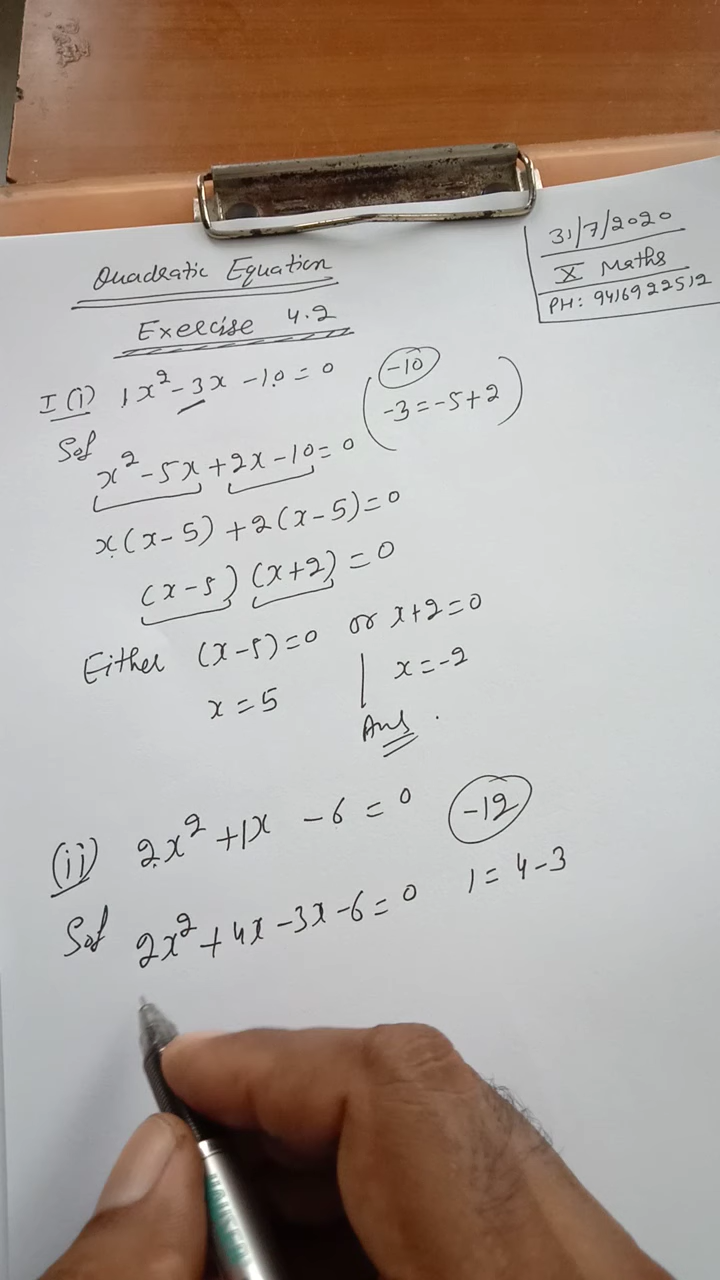 Quadratic Equation
Exercise 4.2
31/7/2020
X Maths
PH: 9416922512
I (i) 1x² - 3x - 10 = 0
-10
-3 = -5 + 2
Sol
x² - 5x + 2x - 10 = 0
x(x - 5) + 2(x - 5) = 0
(x - 5) (x + 2) = 0
Either (x - 5) = 0 or x + 2 = 0
x = 5 | x = -2
Ans.
(ii) 2x² + 1x - 6 = 0 -12
Sol 2x² + 4x - 3x - 6 = 0 1 = 4 - 3